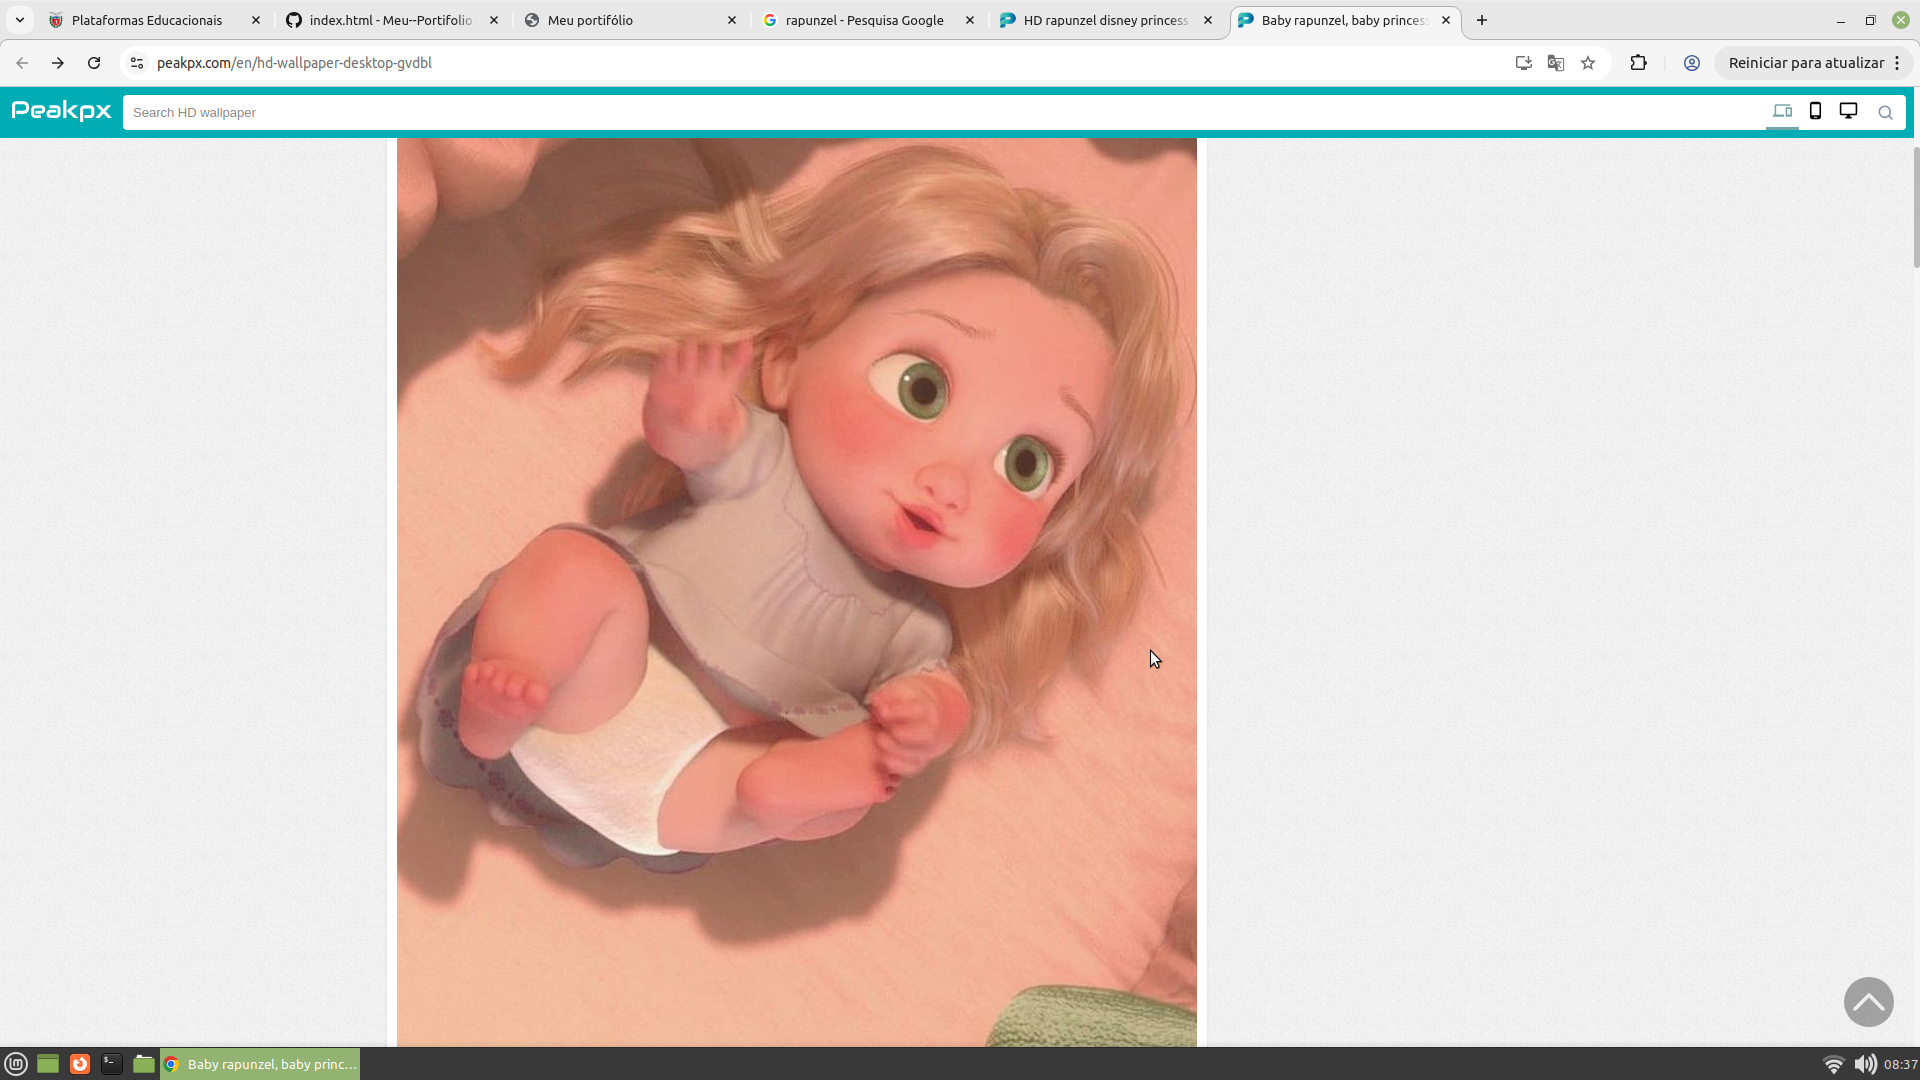 Plataformas Educacionais
index.html - Meu--Portifolio
Meu portifólio
rapunzel - Pesquisa Google
HD rapunzel disney princess
Baby rapunzel, baby princess
peakpx.com/en/hd-wallpaper-desktop-gvdbl
Reiniciar para atualizar
Peakpx
Search HD wallpaper
Baby rapunzel, baby princ...
08:37